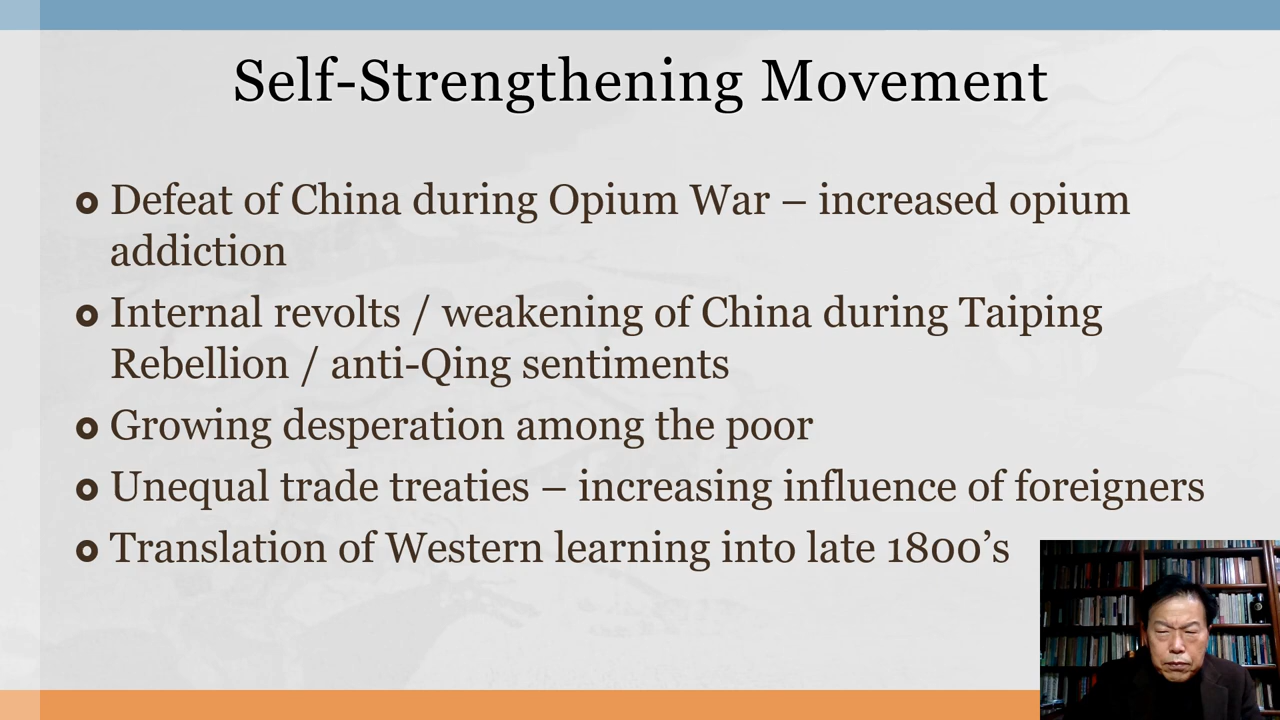 Self-Strengthening Movement
Defeat of China during Opium War – increased opium
addiction
Internal revolts / weakening of China during Taiping
Rebellion / anti-Qing sentiments
Growing desperation among the poor
Unequal trade treaties – increasing influence of foreigners
Translation of Western learning into late 1800’s